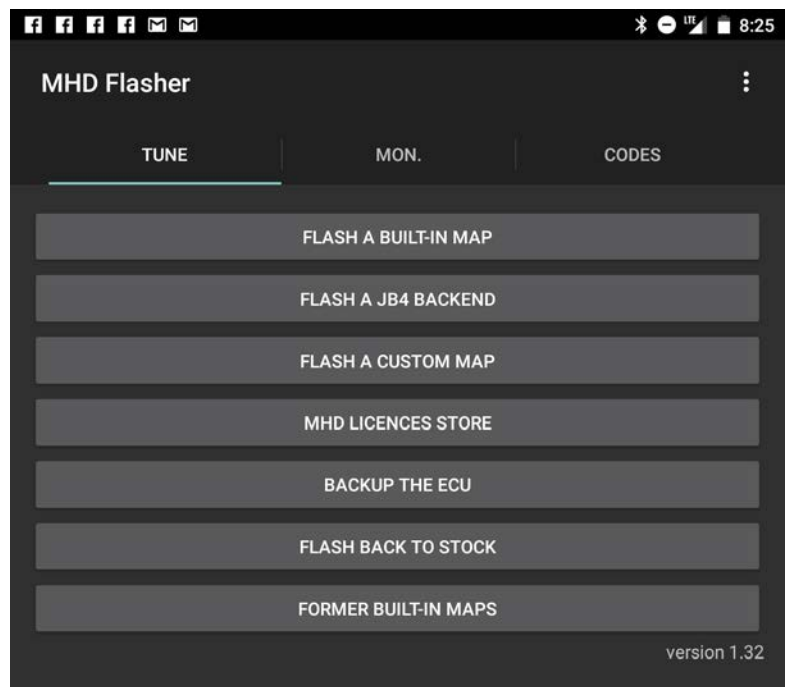 LTE 8:25
MHD Flasher
TUNE MON. CODES
FLASH A BUILT-IN MAP
FLASH A JB4 BACKEND
FLASH A CUSTOM MAP
MHD LICENCES STORE
BACKUP THE ECU
FLASH BACK TO STOCK
FORMER BUILT-IN MAPS
version 1.32